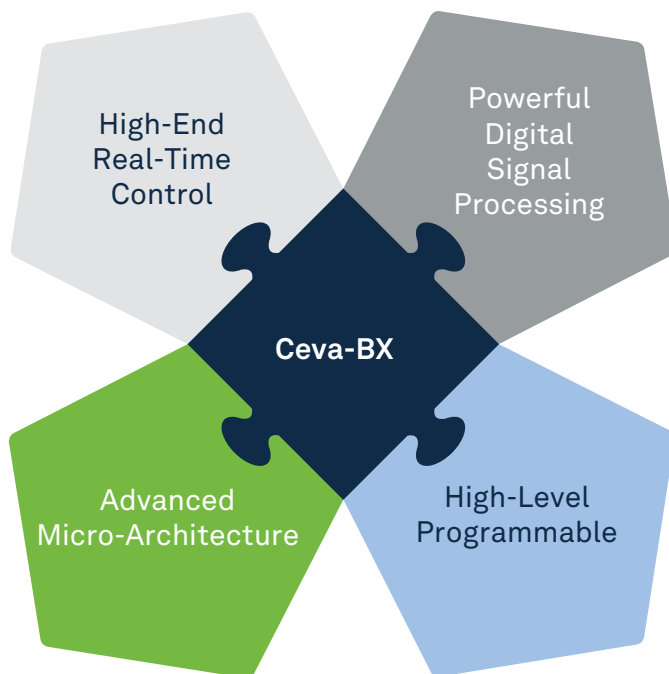 High-End
Real-Time
Control
Powerful
Digital
Signal
Processing
Ceva-BX
Advanced
Micro-Architecture
High-Level
Programmable